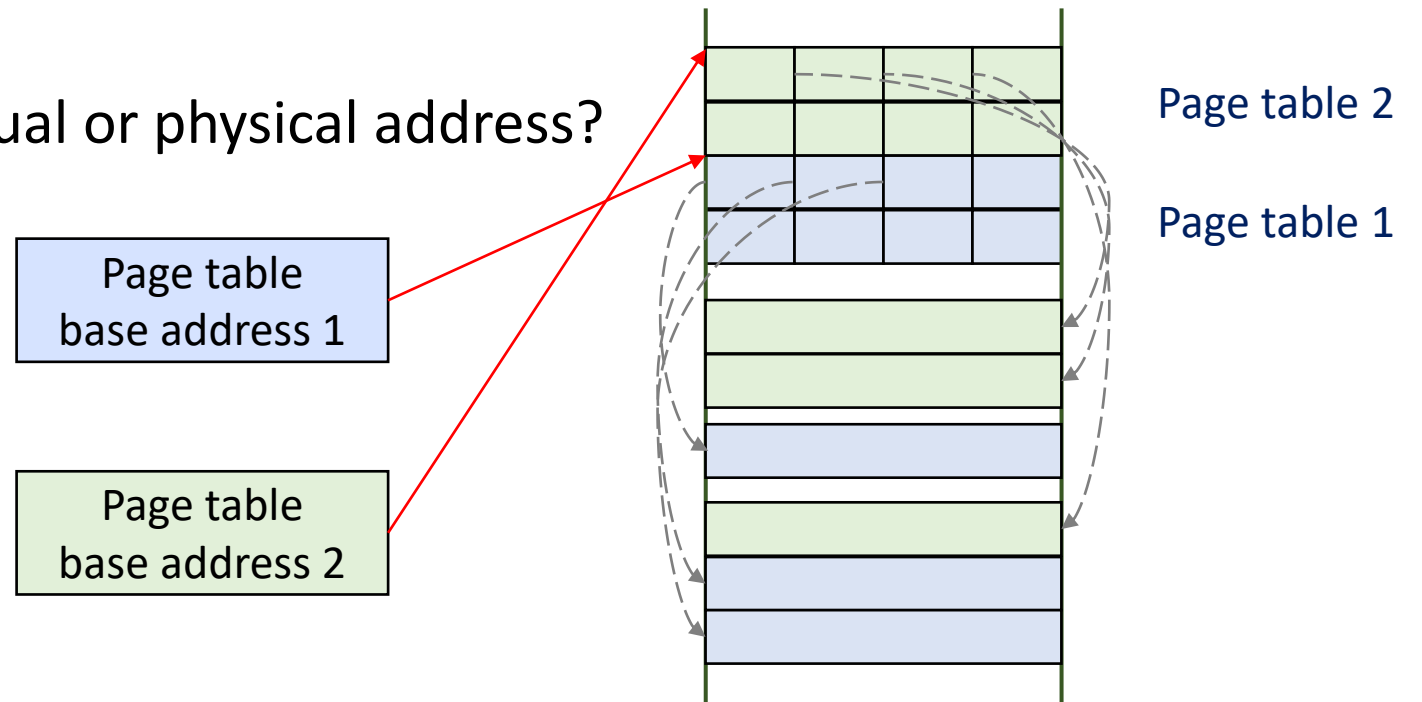 ual or physical address?
Page table
base address 1
Page table
base address 2
Page table 2
Page table 1